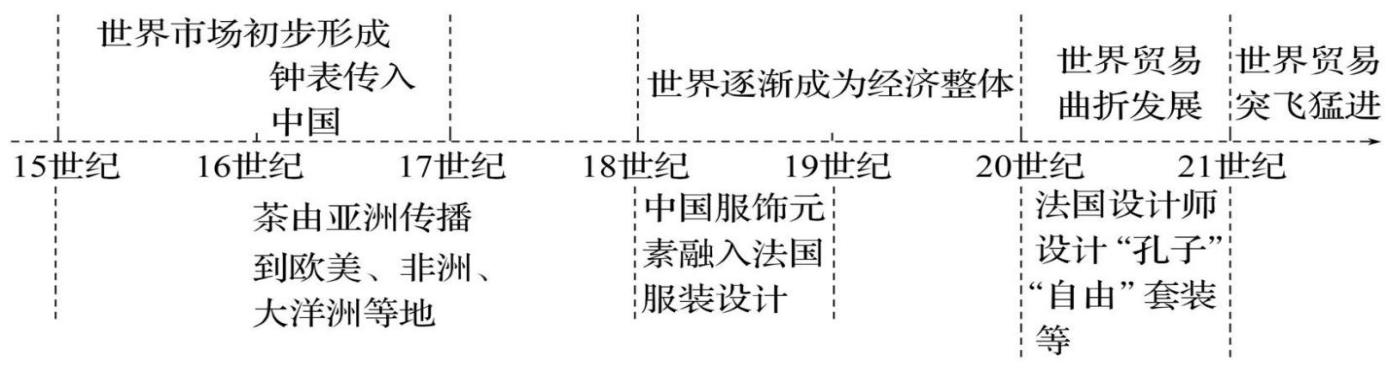 世界市场初步形成
钟表传入
中国
世界逐渐成为经济整体
世界贸易
曲折发展
世界贸易
突飞猛进
15世纪
16世纪
17世纪
18世纪
19世纪
20世纪
21世纪
茶由亚洲传播
到欧美、非洲、
大洋洲等地
中国服饰元
素融入法国
服装设计
法国设计师
设计“孔子”
“自由”套装
等